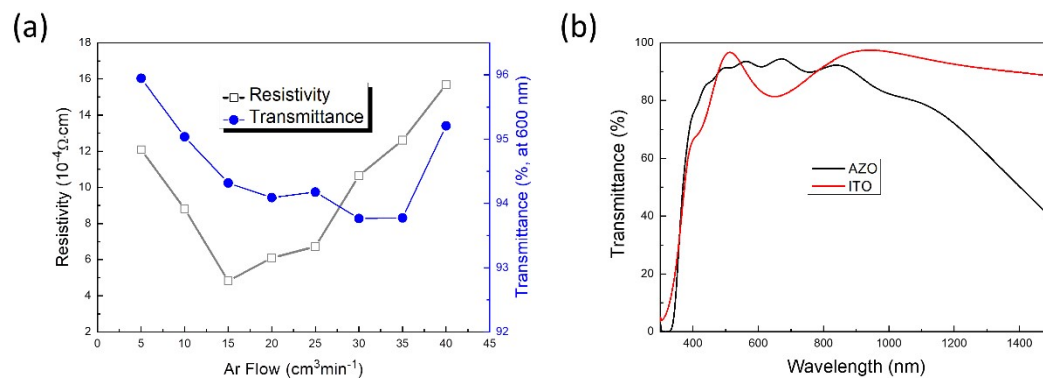 (a)
18
16
14
12
10
8
6
4
2
Resistivity (10⁻⁴Ω·cm)
Resistivity
Transmittance
96
95
94
93
92
Transmittance (%, at 600 nm)
0 5 10 15 20 25 30 35 40 45
Ar Flow (cm³min⁻¹)
(b)
100
80
60
40
20
0
Transmittance (%)
AZO
ITO
400 600 800 1000 1200 1400
Wavelength (nm)